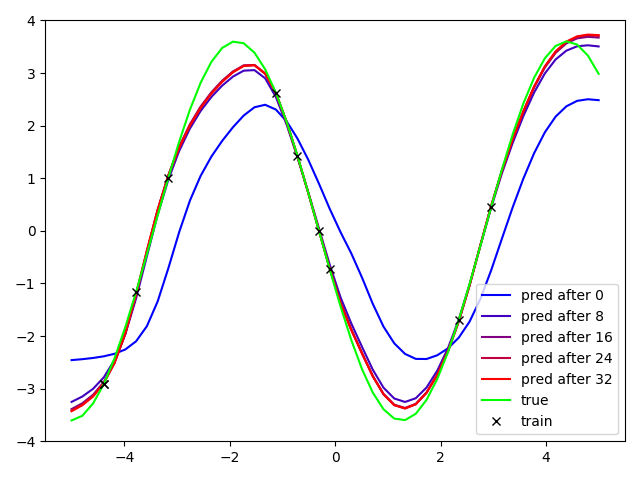 4
3
2
1
0
−1
−2
−3
−4
−4
−2
0
2
4
pred after 0
pred after 8
pred after 16
pred after 24
pred after 32
true
train